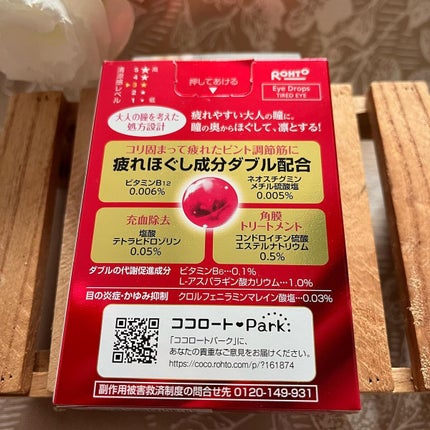 清涼感レベル
5★高
4★
▶3★
2★
1★低
押してあける
ROHTO
Eye Drops
TIRED EYE
大人の瞳を考えた
処方設計
疲れやすい大人の瞳に。
瞳の奥からほぐして、凛とする!
コリ固まって疲れたピント調節筋に
疲れほぐし成分ダブル配合
ビタミンB12
0.006%
ネオスチグミン
メチル硫酸塩
0.005%
充血除去
塩酸
テトラヒドロゾリン
0.05%
角膜
トリートメント
コンドロイチン硫酸
エステルナトリウム
0.5%
ダブルの代謝促進成分 ビタミンB6…0.1%
L-アスパラギン酸カリウム…1.0%
目の炎症・かゆみ抑制 クロルフェニラミンマレイン酸塩…0.03%
ココロート♥Park
「ココロートパーク」に、
あなたの貴重なご意見をお届けください。
https://coco.rohto.com/?161874
副作用被害救済制度の問合せ先 0120-149-931